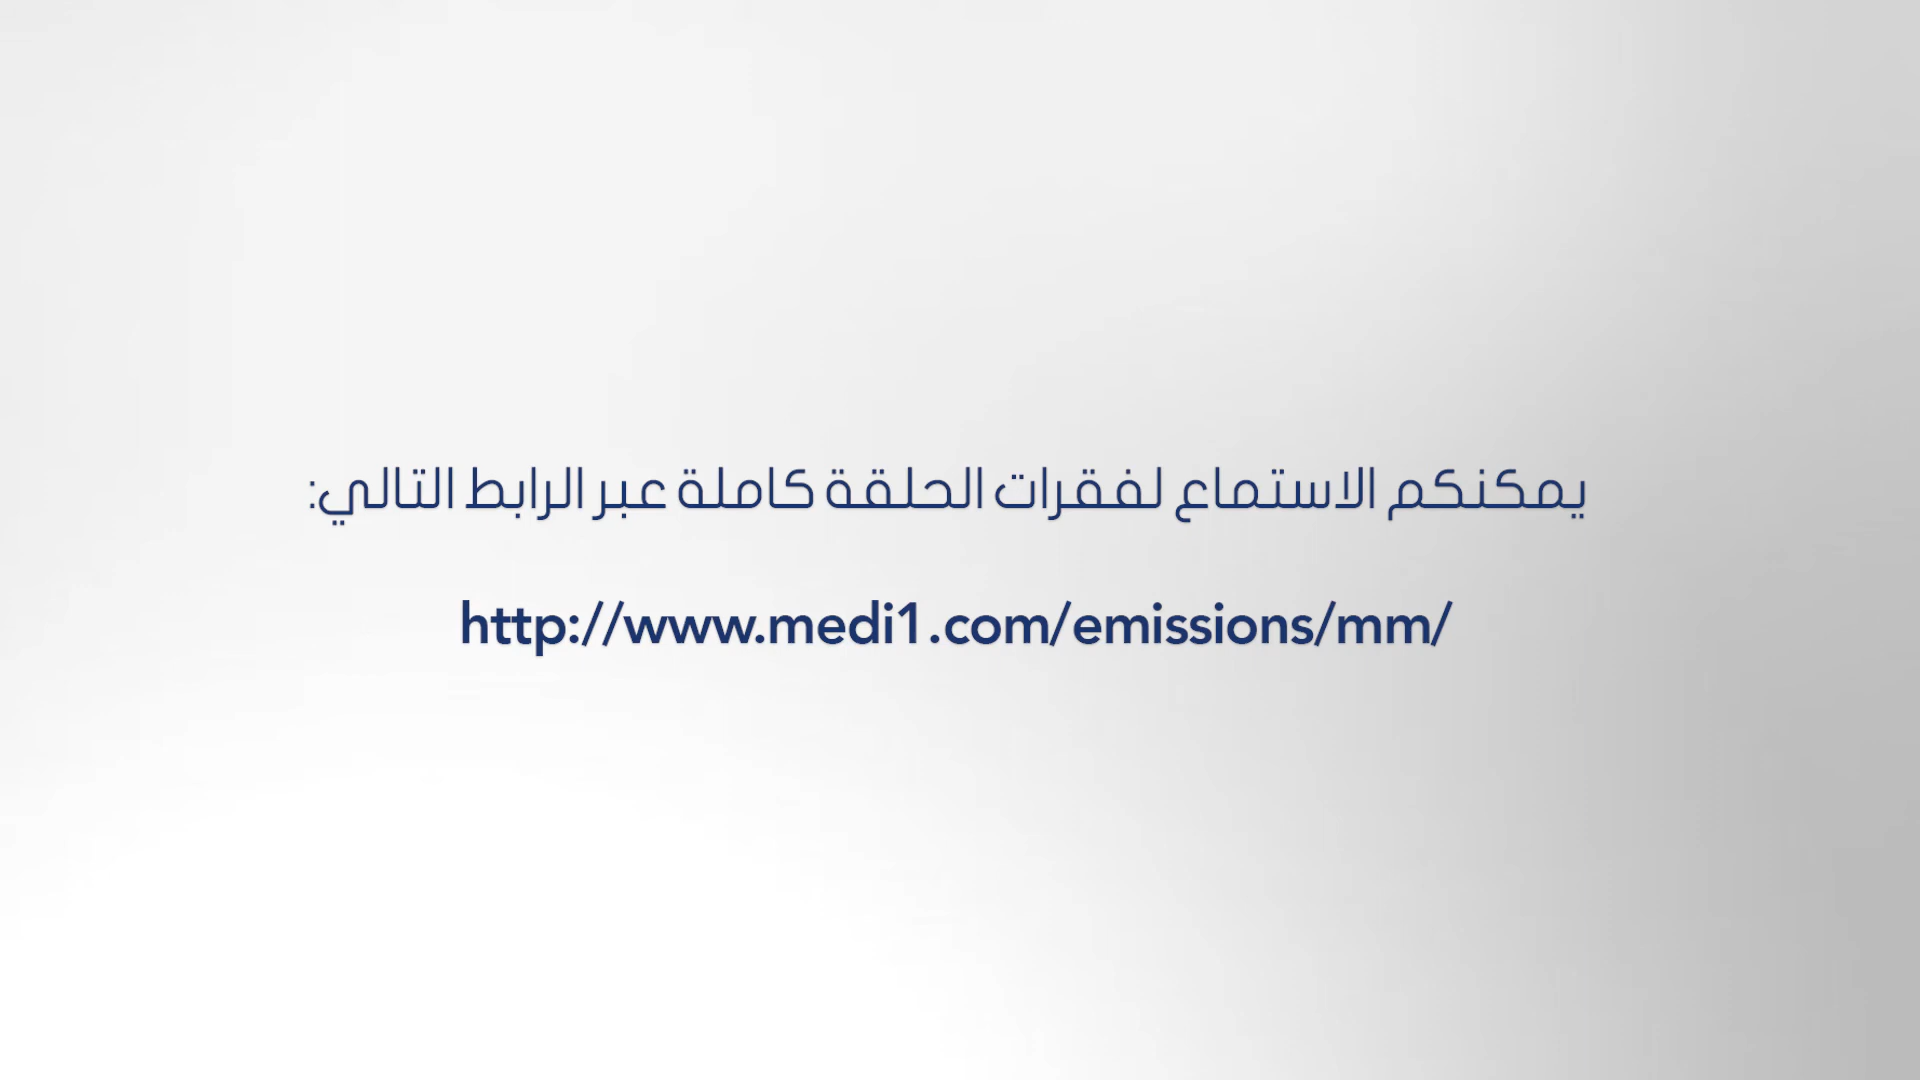 يمكنكم الاستماع لفقرات الحلقة كاملة عبر الرابط التالي:
http://www.medi1.com/emissions/mm/